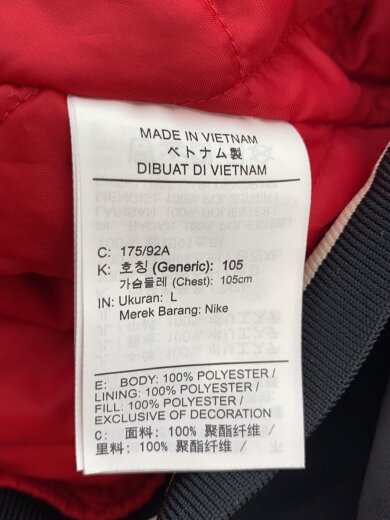 MADE IN VIETNAM
ベトナム製
DIBUAT DI VIETNAM
C: 175/92A
K: 호칭 (Generic): 105
가슴둘레 (Chest): 105cm
IN: Ukuran: L
Merek Barang: Nike
E: BODY: 100% POLYESTER /
LINING: 100% POLYESTER /
FILL: 100% POLYESTER /
EXCLUSIVE OF DECORATION
C: 面料: 100% 聚酯纤维 /
里料: 100% 聚酯纤维 /